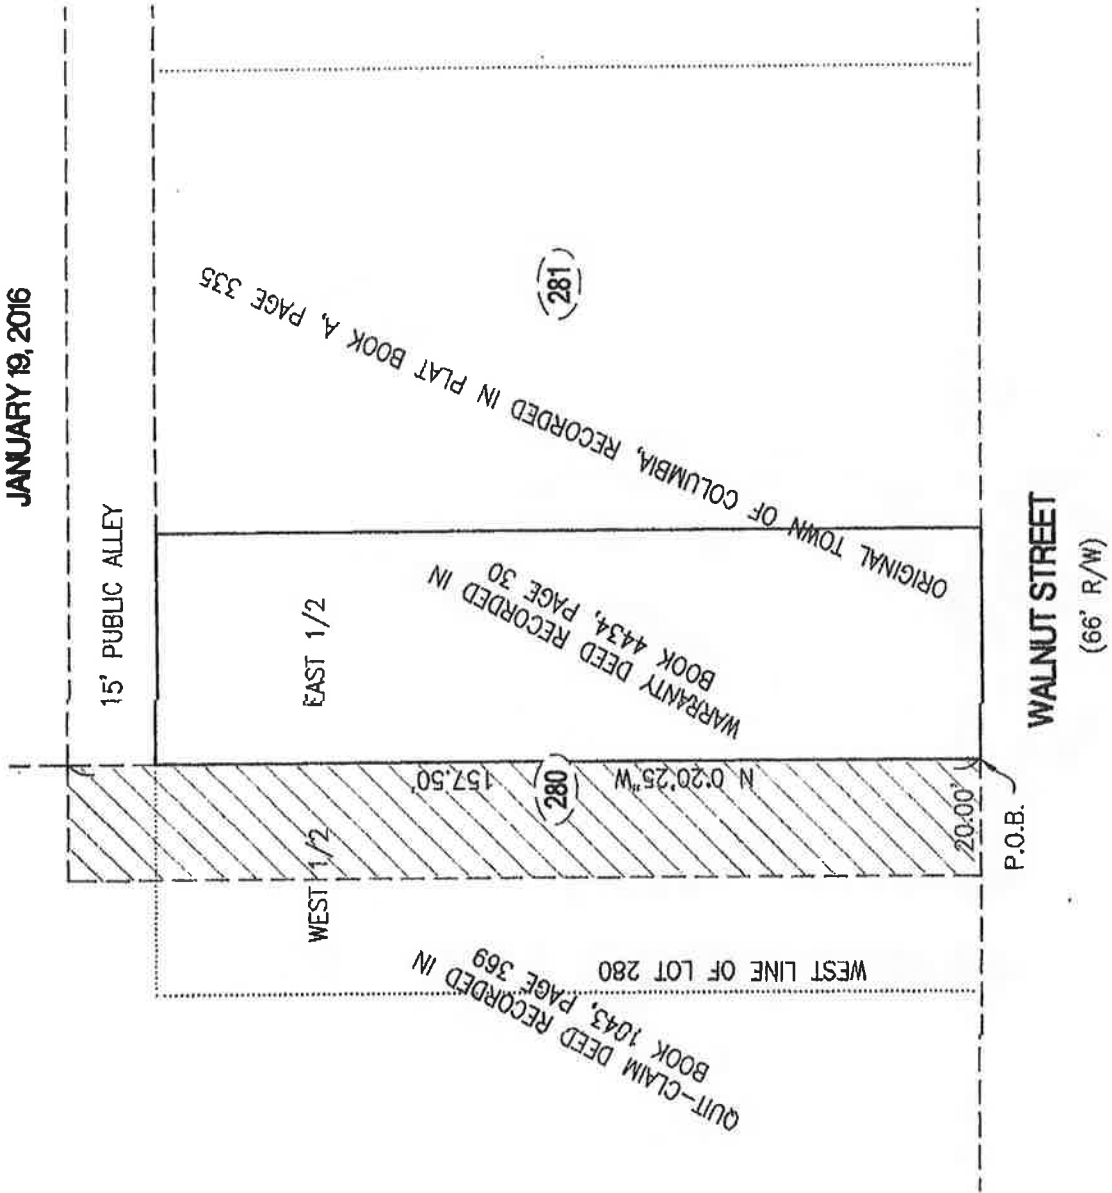 JANUARY 19, 2016
15' PUBLIC ALLEY
EAST 1/2
WEST 1/2
281
280
ORIGINAL TOWN OF COLUMBIA, RECORDED IN PLAT BOOK A, PAGE 335
WARRANTY DEED RECORDED IN
BOOK 4434, PAGE 30
N 0°20'25"W
157.50'
20.00'
P.O.B.
WEST LINE OF LOT 280
QUIT-CLAIM DEED RECORDED IN
BOOK 1043, PAGE 369
WALNUT STREET
(66' R/W)